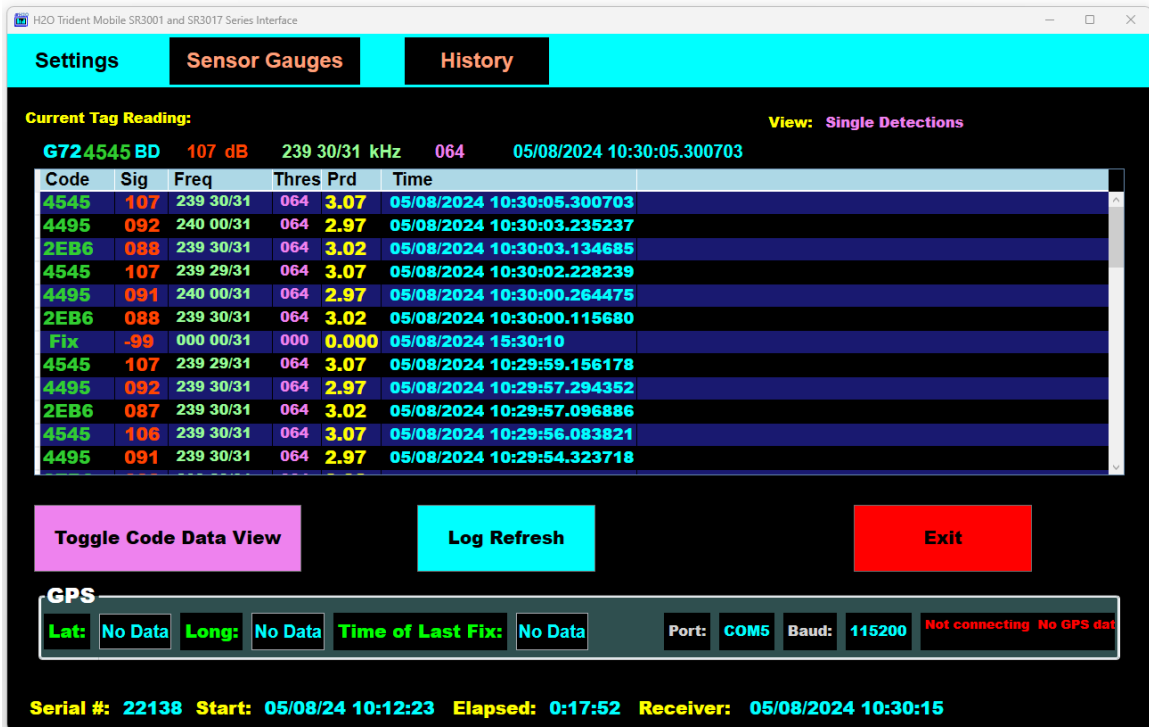 H2O Trident Mobile SR3001 and SR3017 Series Interface
Settings Sensor Gauges History
Current Tag Reading: View: Single Detections
G72 4545 BD 107 dB 239 30/31 kHz 064 05/08/2024 10:30:05.300703
Code Sig Freq Thres Prd Time
4545 107 239 30/31 064 3.07 05/08/2024 10:30:05.300703
4495 092 240 00/31 064 2.97 05/08/2024 10:30:03.235237
2EB6 088 239 30/31 064 3.02 05/08/2024 10:30:03.134685
4545 107 239 29/31 064 3.07 05/08/2024 10:30:02.228239
4495 091 240 00/31 064 2.97 05/08/2024 10:30:00.264475
2EB6 088 239 30/31 064 3.02 05/08/2024 10:30:00.115680
Fix -99 000 00/31 000 0.000 05/08/2024 15:30:10
4545 107 239 29/31 064 3.07 05/08/2024 10:29:59.156178
4495 092 239 30/31 064 2.97 05/08/2024 10:29:57.294352
2EB6 087 239 30/31 064 3.02 05/08/2024 10:29:57.096886
4545 106 239 30/31 064 3.07 05/08/2024 10:29:56.083821
4495 091 239 30/31 064 2.97 05/08/2024 10:29:54.323718
Toggle Code Data View Log Refresh Exit
GPS
Lat: No Data Long: No Data Time of Last Fix: No Data Port: COM5 Baud: 115200 Not connecting No GPS dat
Serial #: 22138 Start: 05/08/24 10:12:23 Elapsed: 0:17:52 Receiver: 05/08/2024 10:30:15